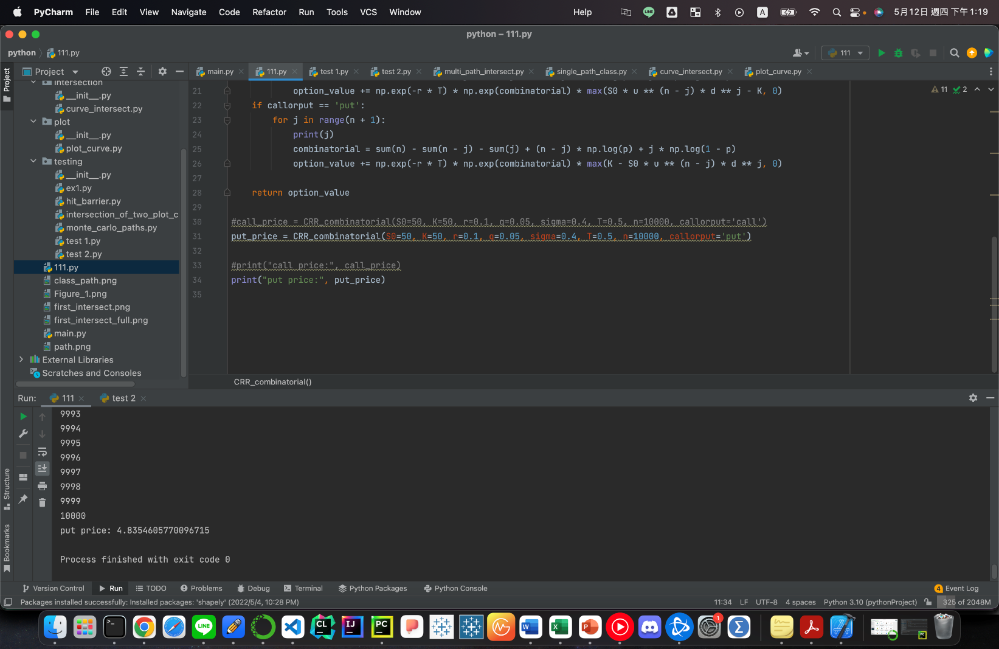 PyCharm File Edit View Navigate Code Refactor Run Tools VCS Window Help LINE A 5月12日 週四 下午 1:19
python – 111.py
python 111.py 111
Project Project main.py 111.py test 1.py test 2.py multi_path_intersect.py single_path_class.py curve_intersect.py plot_curve.py
intersection
__init__.py
curve_intersect.py
plot
__init__.py
plot_curve.py
testing
__init__.py
ex1.py
hit_barrier.py
intersection_of_two_plot_c
monte_carlo_paths.py
test 1.py
test 2.py
111.py
class_path.png
Figure_1.png
first_intersect.png
first_intersect_full.png
main.py
path.png
External Libraries
Scratches and Consoles
11 2
21 option_value += np.exp(-r * T) * np.exp(combinatorial) * max(S0 * u ** (n - j) * d ** j - K, 0)
22 if callorput == 'put':
23 for j in range(n + 1):
24 print(j)
25 combinatorial = sum(n) - sum(n - j) - sum(j) + (n - j) * np.log(p) + j * np.log(1 - p)
26 option_value += np.exp(-r * T) * np.exp(combinatorial) * max(K - S0 * u ** (n - j) * d ** j, 0)
27
28 return option_value
29
30 #call_price = CRR_combinatorial(S0=50, K=50, r=0.1, q=0.05, sigma=0.4, T=0.5, n=10000, callorput='call')
31 put_price = CRR_combinatorial(S0=50, K=50, r=0.1, q=0.05, sigma=0.4, T=0.5, n=10000, callorput='put')
32
33 #print("call price:", call_price)
34 print("put price:", put_price)
35
CRR_combinatorial()
Run: 111 test 2
9993
9994
9995
9996
9997
9998
9999
10000
put price: 4.8354605770096715
Process finished with exit code 0
Structure
Bookmarks
Version Control Run TODO Problems Debug Terminal Python Packages Python Console 4 Event Log
Packages installed successfully: Installed packages: 'shapely' (2022/5/4, 10:28 PM) 11:34 LF UTF-8 4 spaces Python 3.10 (pythonProject) 325 of 2048M
LINE CL IJ PC W X P 1 Σ PC